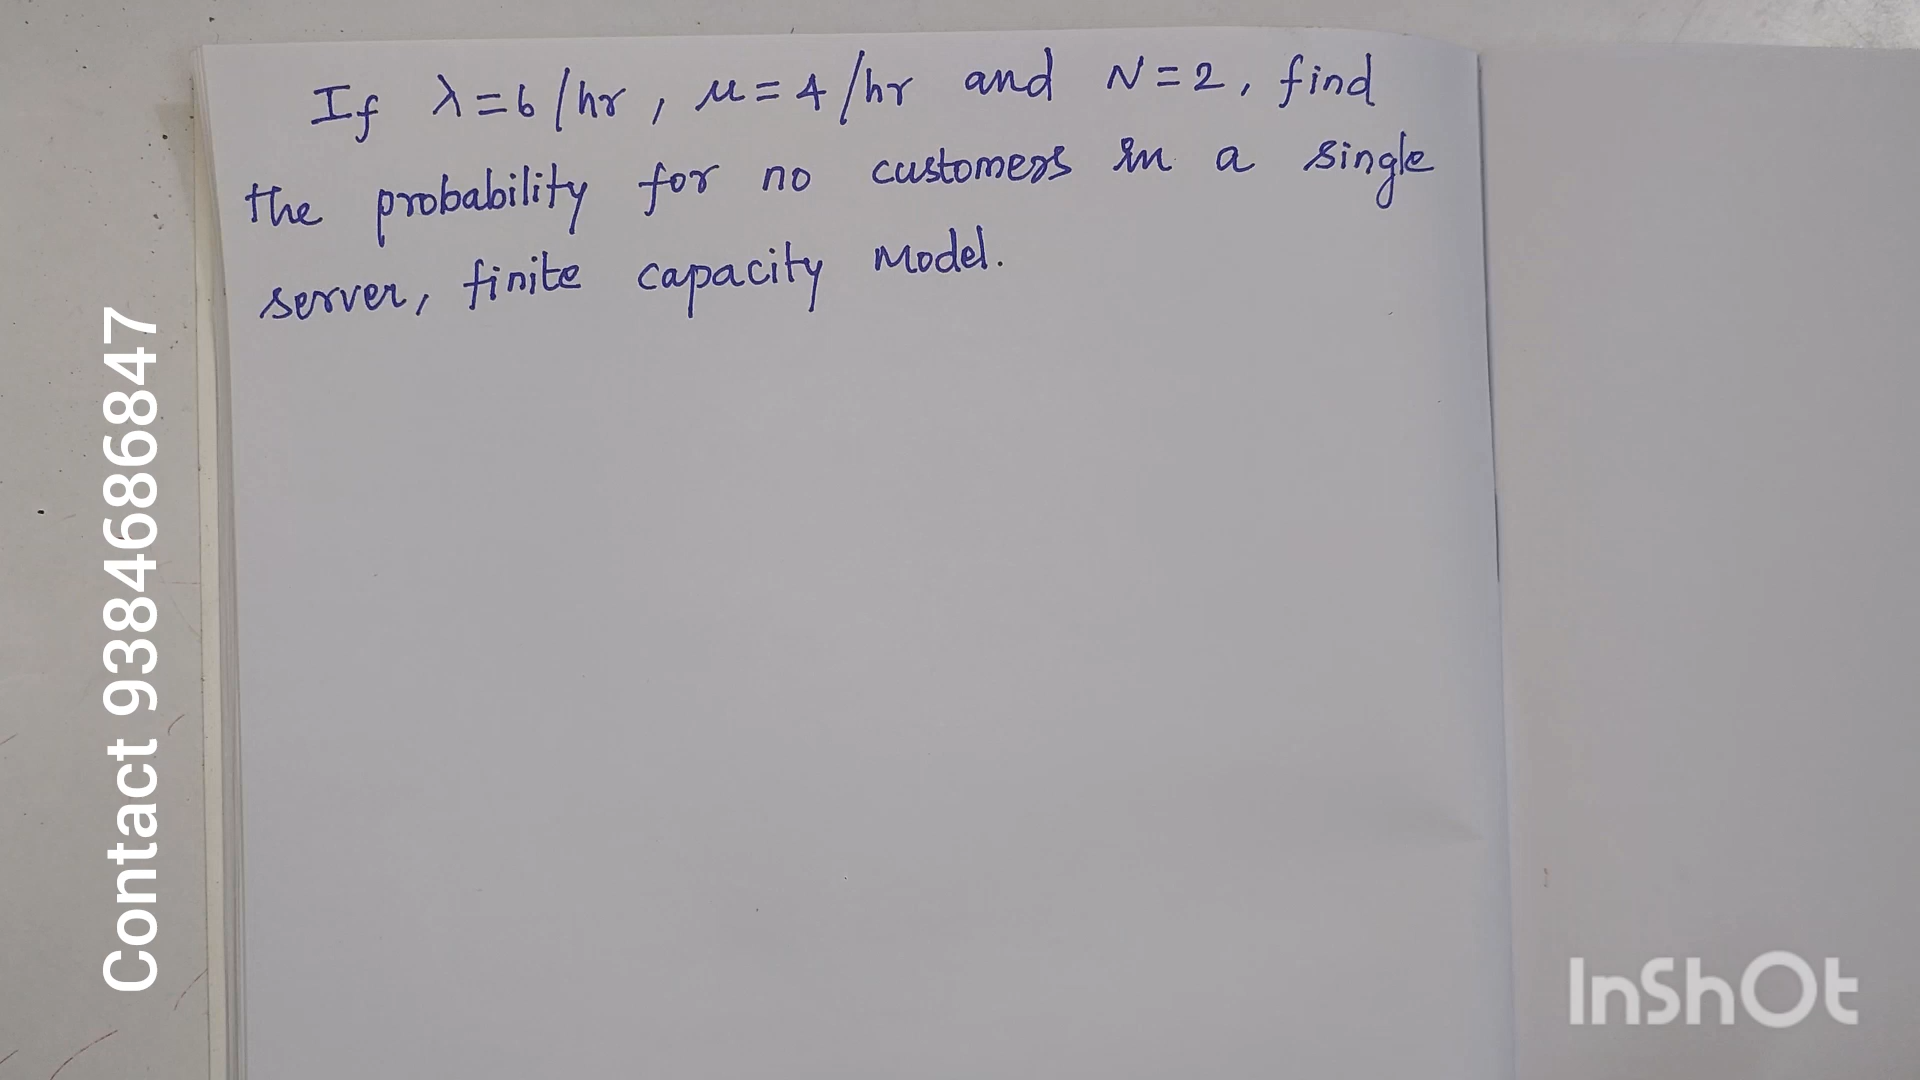 If λ=6/hr, μ=4/hr and N=2, find
the probability for no customers in a single
server, finite capacity Model.
Contact 9384686847
InShOt